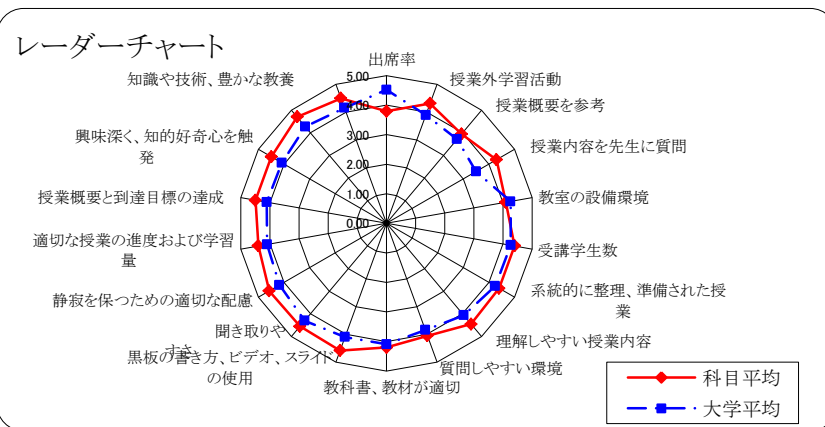 レーダーチャート
出席率
授業外学習活動
授業概要を参考
授業内容を先生に質問
教室の設備環境
受講学生数
系統的に整理、準備された授
業
理解しやすい授業内容
質問しやすい環境
教科書、教材が適切
黒板の書き方、ビデオ、スライド
の使用
聞き取りや
すさ
静寂を保つための適切な配慮
適切な授業の進度および学習
量
授業概要と到達目標の達成
興味深く、知的好奇心を触
発
知識や技術、豊かな教養
5.00
4.00
3.00
2.00
1.00
0.00
科目平均
大学平均